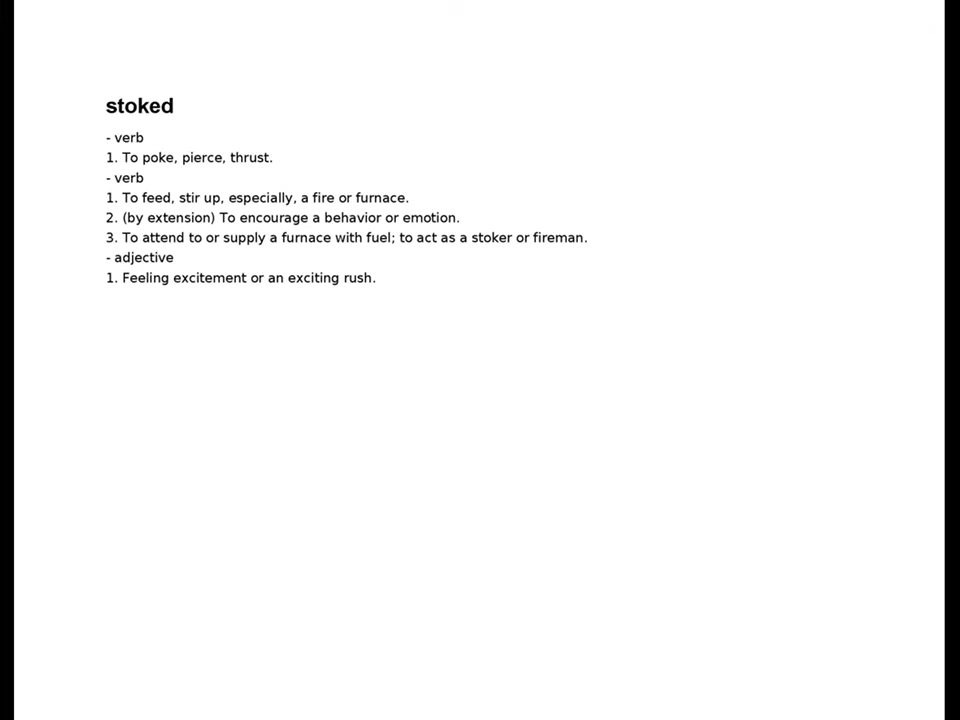 stoked
- verb
1. To poke, pierce, thrust.
- verb
1. To feed, stir up, especially, a fire or furnace.
2. (by extension) To encourage a behavior or emotion.
3. To attend to or supply a furnace with fuel; to act as a stoker or fireman.
- adjective
1. Feeling excitement or an exciting rush.